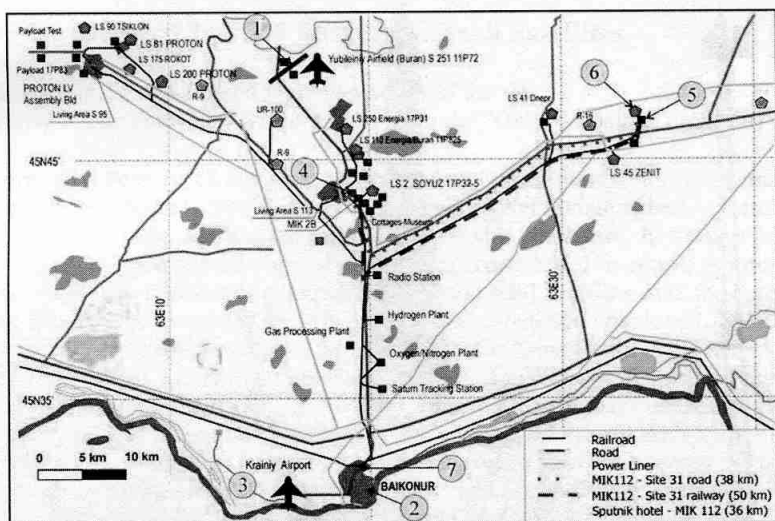 1
Payload Test
LS 90 TSIKLON
LS 81 PROTON
Yubileiniy Airfield (Buran) S 251 11P72
LS 175 ROKOT
Payload 17P83
LS 200 PROTON
PROTON LV
Assembly Bld
R-9
Living Area S 95
UR-100
LS 250 Energia 17P31
LS 41 Dnepr
6
5
R-16
LS 110 Energia/Buran 11P825
R-9
45N45'
4
LS 45 ZENIT
LS 2 SOYUZ 17P32-5
Living Area S 113
Cottages-Museum
MIK 2B
Radio Station
63E10'
63E30'
Hydrogen Plant
Gas Processing Plant
Oxygen/Nitrogen Plant
Saturn Tracking Station
45N35'
0 5 km 10 km
Krainiy Airport
3
7
BAIKONUR
2
Railroad
Road
Power Liner
MIK112 - Site 31 road (38 km)
MIK112 - Site 31 railway (50 km)
Sputnik hotel - MIK 112 (36 km)